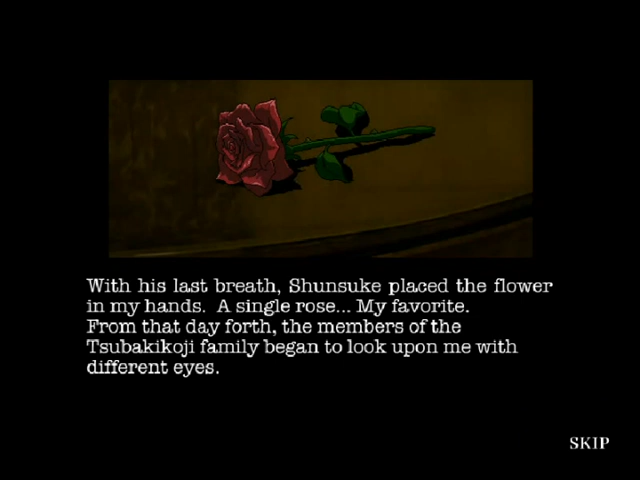 With his last breath, Shunsuke placed the flower
in my hands. A single rose... My favorite.
From that day forth, the members of the
Tsubakikoji family began to look upon me with
different eyes.
SKIP